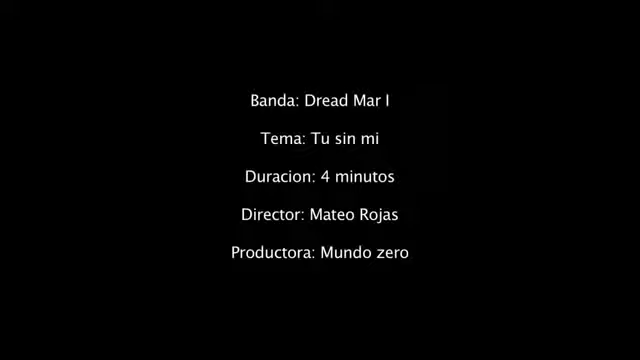 Banda: Dread Mar I
Tema: Tu sin mi
Duracion: 4 minutos
Director: Mateo Rojas
Productora: Mundo zero